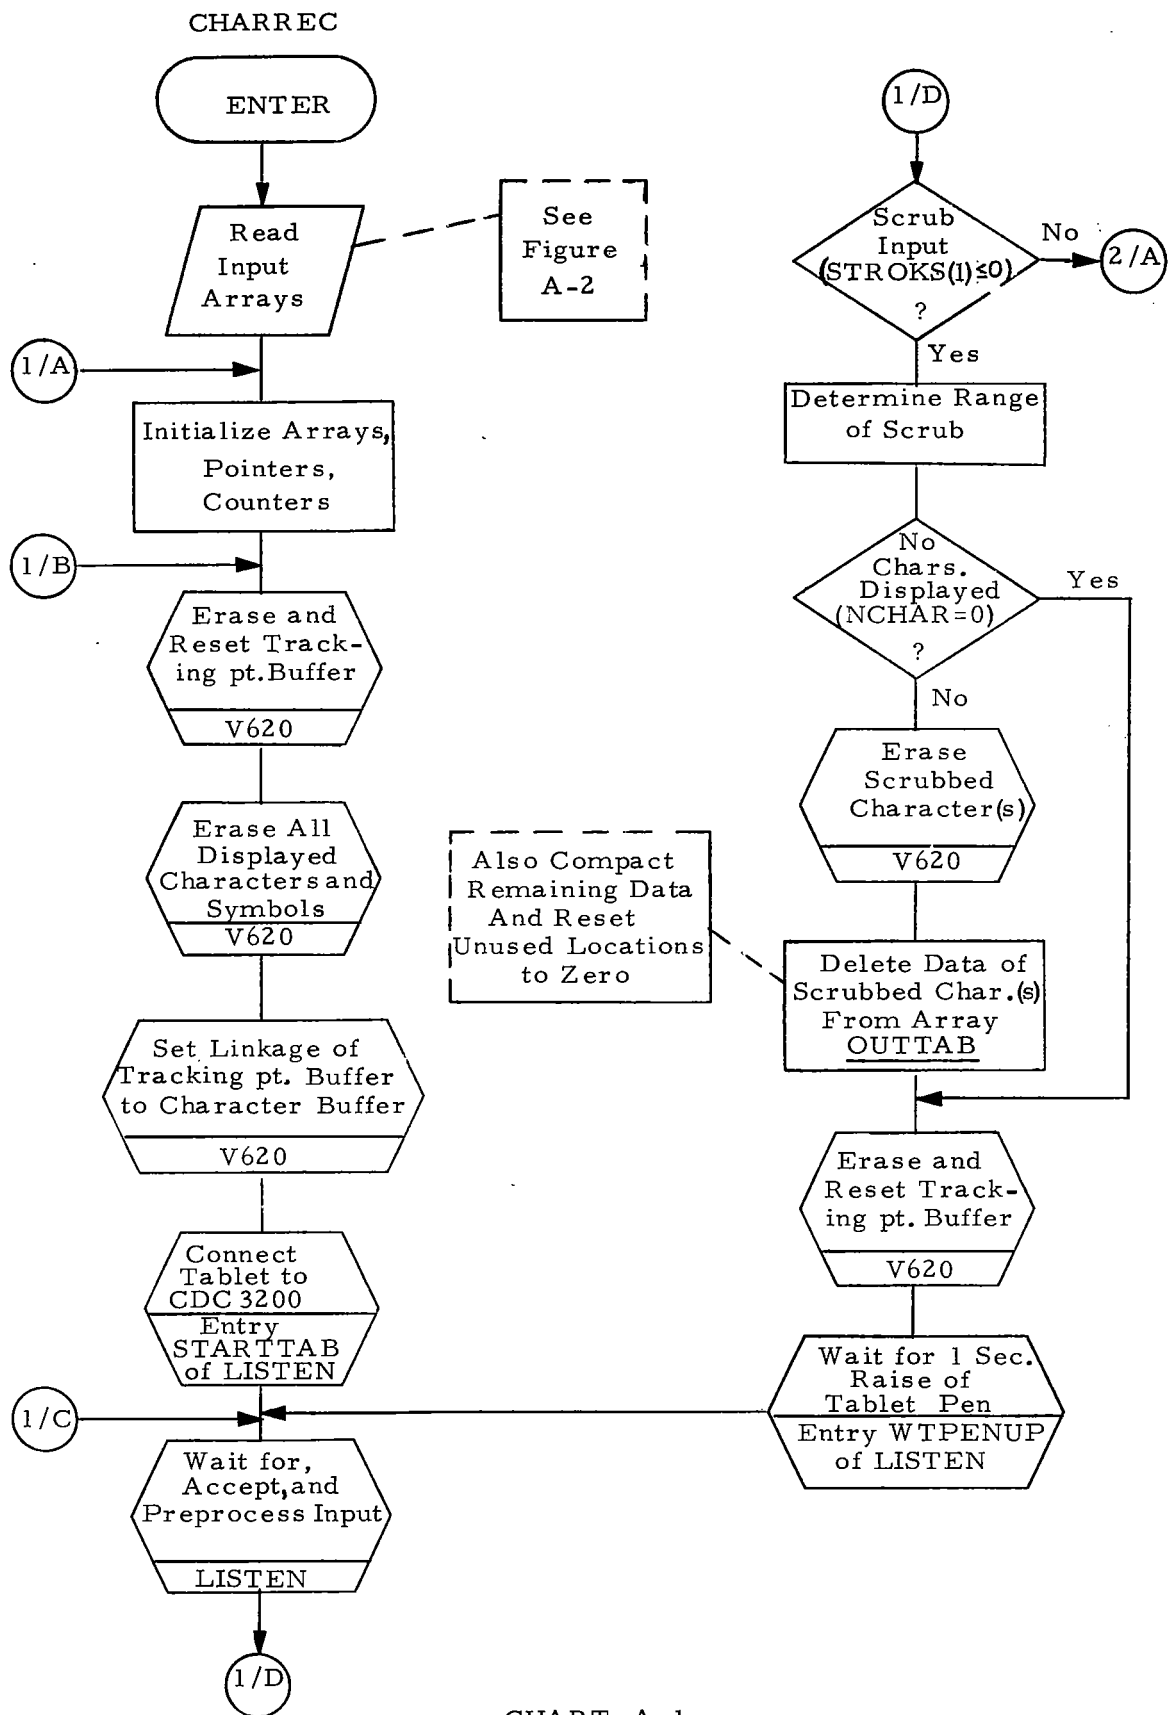 CHARREC
ENTER
Read
Input
Arrays
See
Figure
A-2
1/A
Initialize Arrays,
Pointers,
Counters
1/B
Erase and
Reset Track-
ing pt. Buffer
V620
Erase All
Displayed
Characters and
Symbols
V620
Set Linkage of
Tracking pt. Buffer
to Character Buffer
V620
Connect
Tablet to
CDC 3200
Entry
STARTTAB
of LISTEN
1/C
Wait for,
Accept, and
Preprocess Input
LISTEN
1/D
1/D
Scrub
Input
(STROKS(1)≤0)
?
No
2/A
Yes
Determine Range
of Scrub
No
Chars.
Displayed
(NCHAR=0)
?
Yes
No
Erase
Scrubbed
Character(s)
V620
Also Compact
Remaining Data
And Reset
Unused Locations
to Zero
Delete Data of
Scrubbed Char.(s)
From Array
OUTTAB
Erase and
Reset Track-
ing pt. Buffer
V620
Wait for 1 Sec.
Raise of
Tablet Pen
Entry WTPENUP
of LISTEN